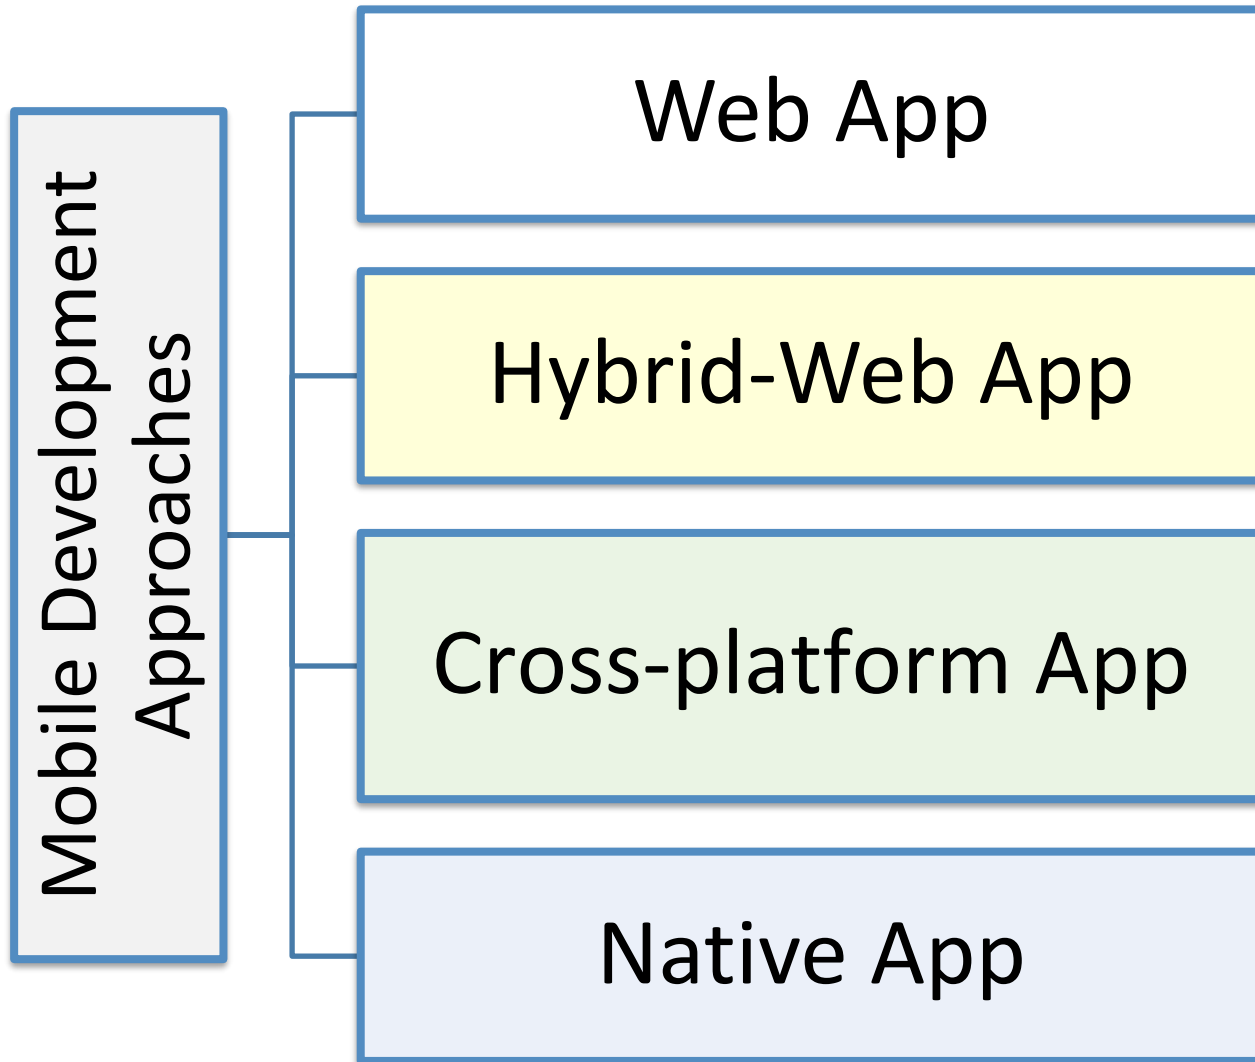 Mobile Development
Approaches
Web App
Hybrid-Web App
Cross-platform App
Native App